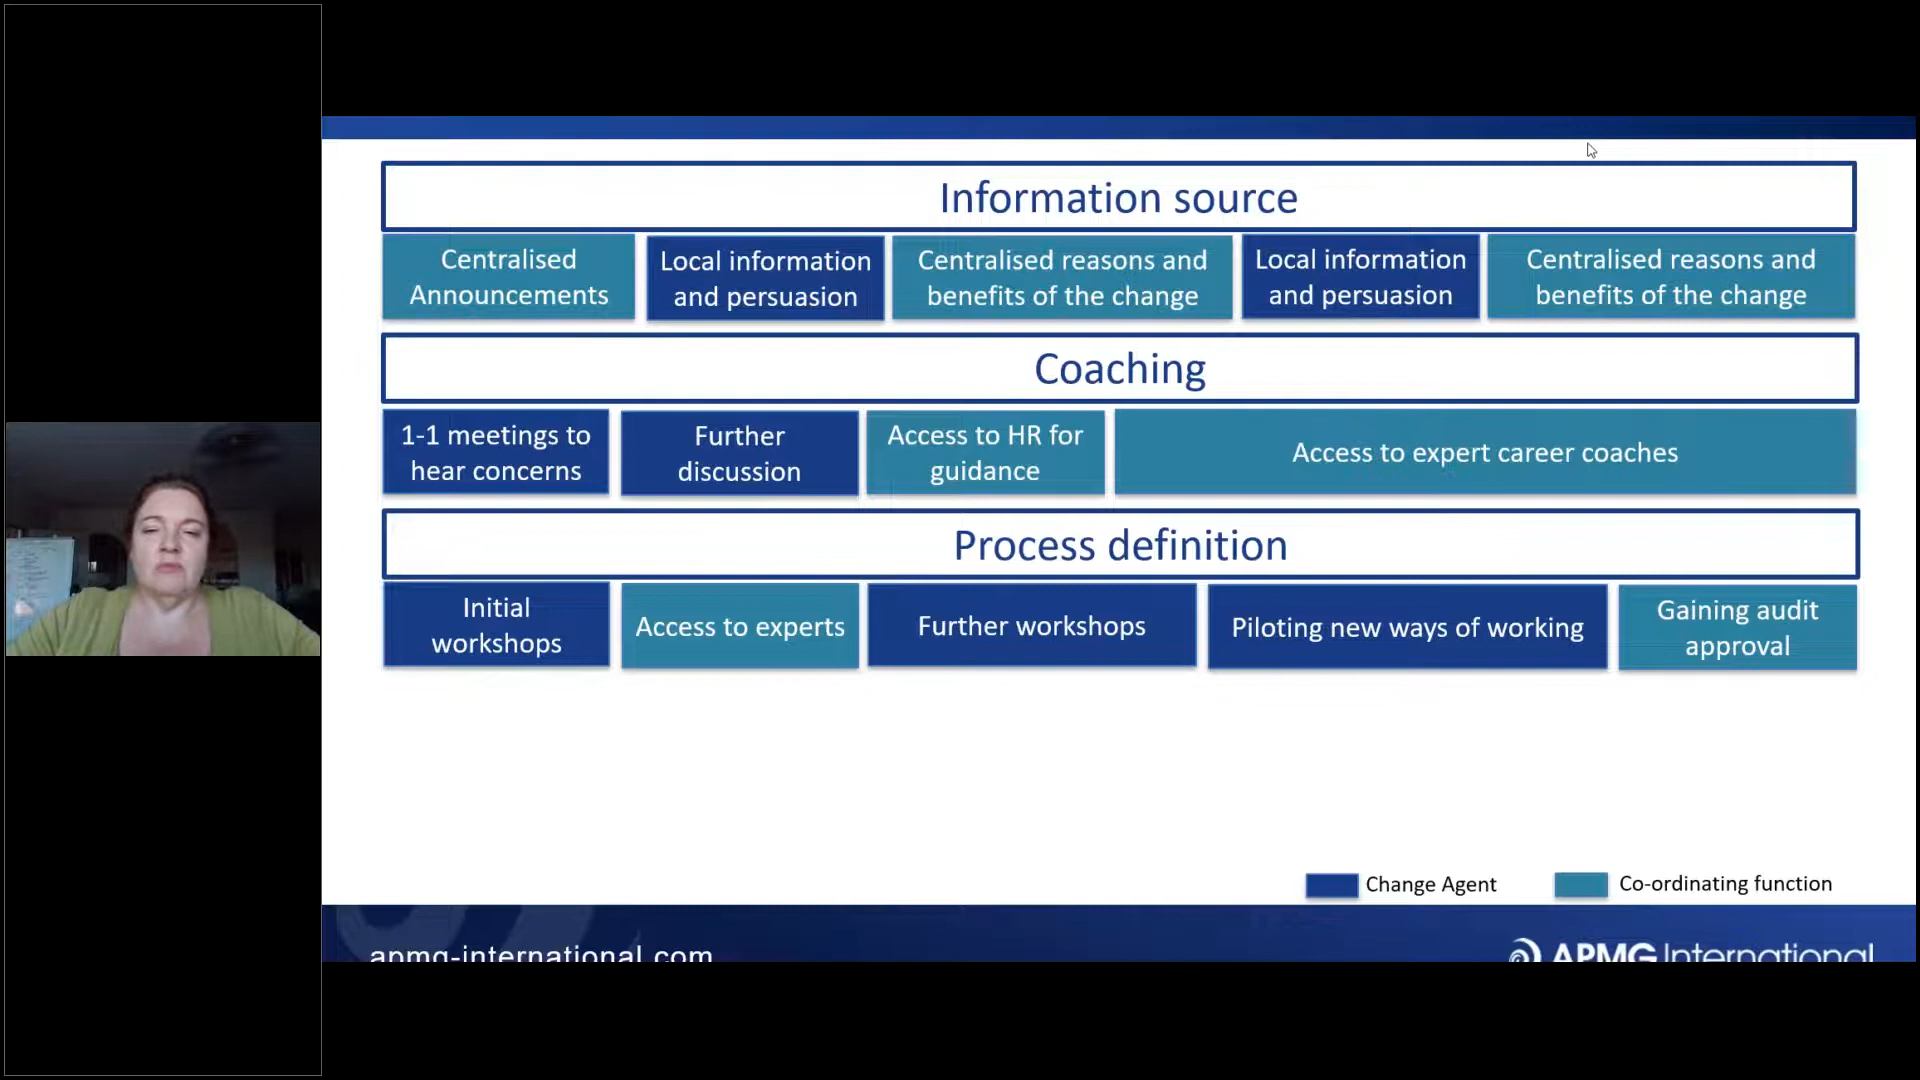 Information source
Centralised
Announcements
Local information
and persuasion
Centralised reasons and
benefits of the change
Local information
and persuasion
Centralised reasons and
benefits of the change
Coaching
1-1 meetings to
hear concerns
Further
discussion
Access to HR for
guidance
Access to expert career coaches
Process definition
Initial
workshops
Access to experts
Further workshops
Piloting new ways of working
Gaining audit
approval
Change Agent
Co-ordinating function
apmg-international.com
APMG International